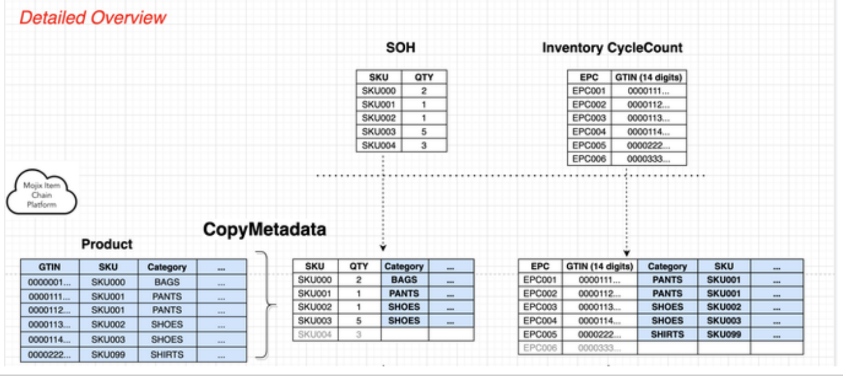 Detailed Overview
SOH
Inventory CycleCount
SKU QTY
SKU000 2
SKU001 1
SKU002 1
SKU003 5
SKU004 3
EPC GTIN (14 digits)
EPC001 0000111...
EPC002 0000112...
EPC003 0000113...
EPC004 0000114...
EPC005 0000222...
EPC006 0000333...
Mojix Item
Chain
Platform
CopyMetadata
Product
GTIN SKU Category ...
0000001... SKU000 BAGS
0000111... SKU001 PANTS
0000112... SKU001 PANTS
0000113... SKU002 SHOES
0000114... SKU003 SHOES
0000222... SKU099 SHIRTS
SKU QTY Category ...
SKU000 2 BAGS ...
SKU001 1 PANTS ...
SKU002 1 SHOES ...
SKU003 5 SHOES ...
SKU004 3
EPC GTIN (14 digits) Category SKU ...
EPC001 0000111... PANTS SKU001 ...
EPC002 0000112... PANTS SKU001 ...
EPC003 0000113... SHOES SKU002 ...
EPC004 0000114... SHOES SKU003 ...
EPC005 0000222... SHIRTS SKU099 ...
EPC006 0000333...